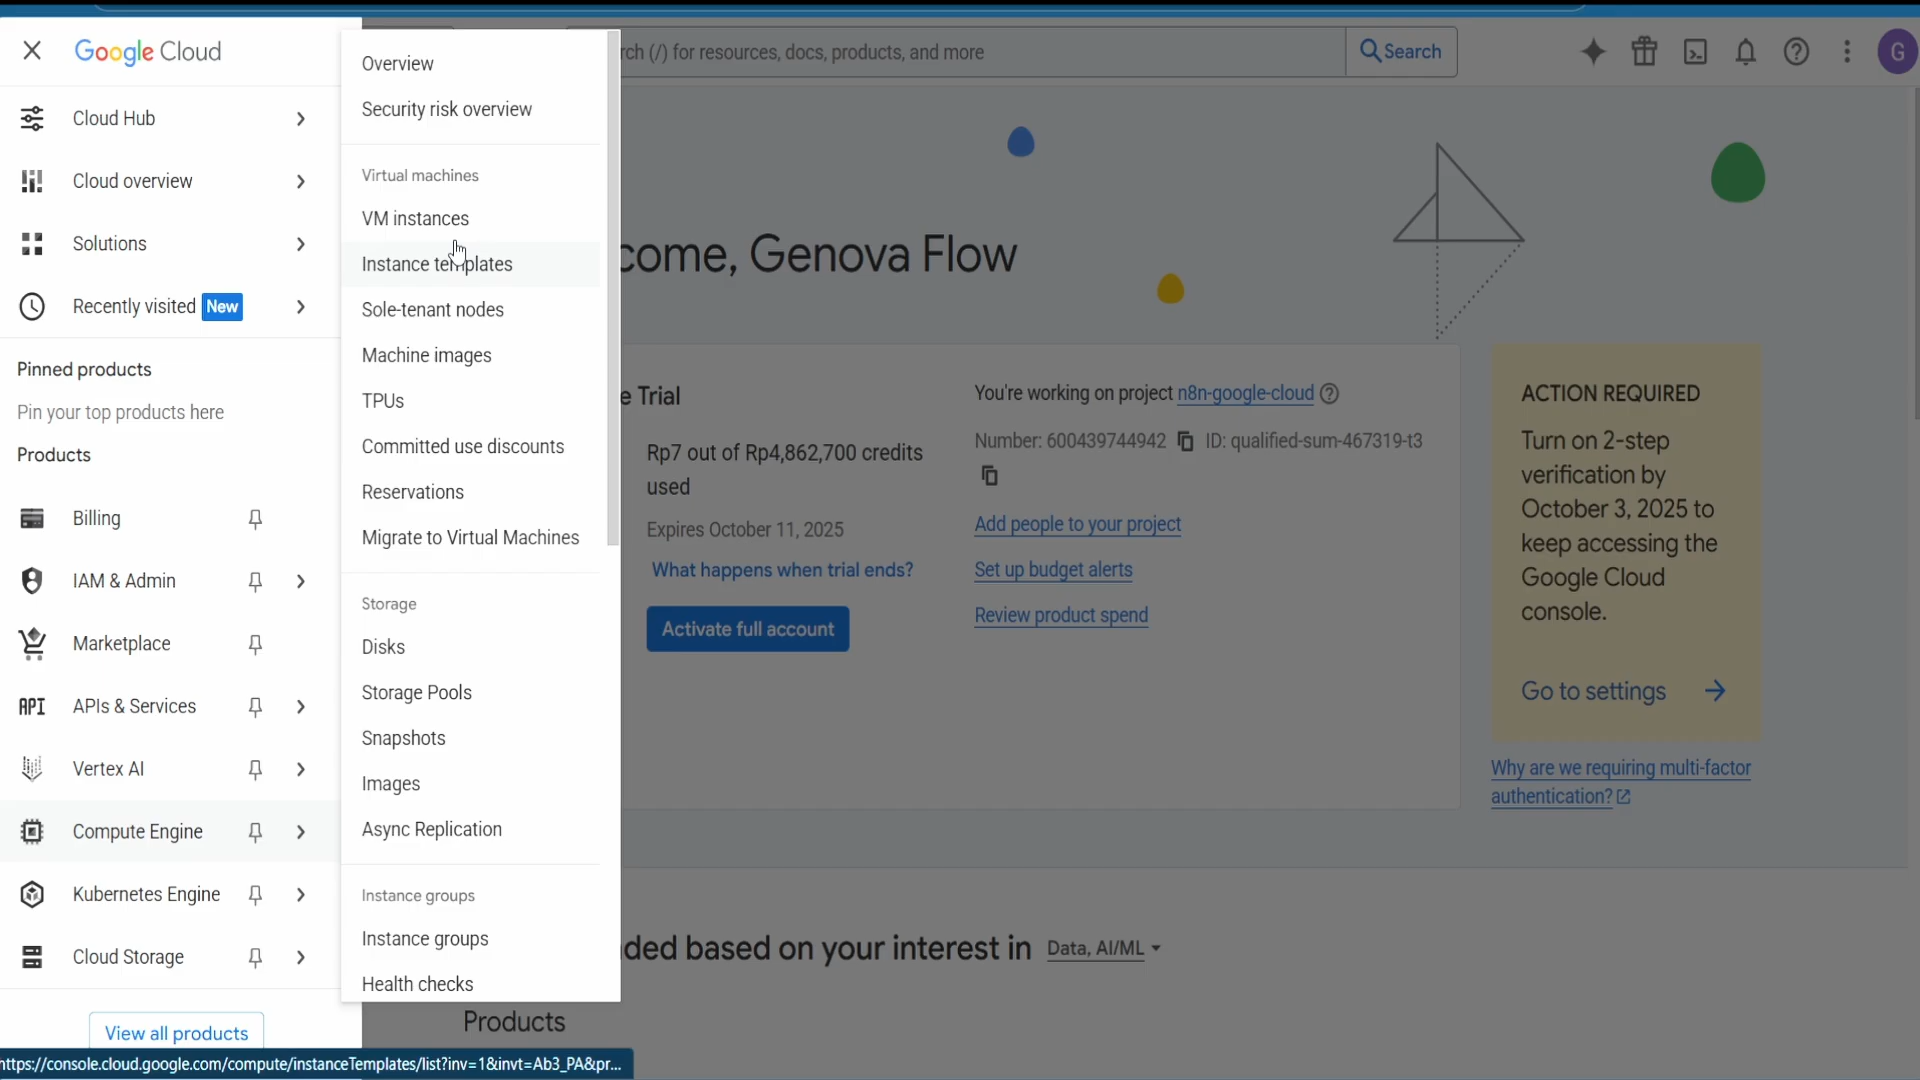 Google Cloud
Cloud Hub
Cloud overview
Solutions
Recently visited New
Pinned products
Pin your top products here
Products
Billing
IAM & Admin
Marketplace
API APIs & Services
Vertex AI
Compute Engine
Kubernetes Engine
Cloud Storage
View all products
https://console.cloud.google.com/compute/instanceTemplates/list?inv=1&invt=Ab3_PA&pr...
Overview
Security risk overview
Virtual machines
VM instances
Instance templates
Sole-tenant nodes
Machine images
TPUs
Committed use discounts
Reservations
Migrate to Virtual Machines
Storage
Disks
Storage Pools
Snapshots
Images
Async Replication
Instance groups
Instance groups
Health checks
rch (/) for resources, docs, products, and more
Search
G
come, Genova Flow
e Trial
Rp7 out of Rp4,862,700 credits
used
Expires October 11, 2025
What happens when trial ends?
Activate full account
You're working on project n8n-google-cloud
Number: 600439744942 ID: qualified-sum-467319-t3
Add people to your project
Set up budget alerts
Review product spend
ACTION REQUIRED
Turn on 2-step
verification by
October 3, 2025 to
keep accessing the
Google Cloud
console.
Go to settings
Why are we requiring multi-factor
authentication?
ded based on your interest in Data, AI/ML
Products